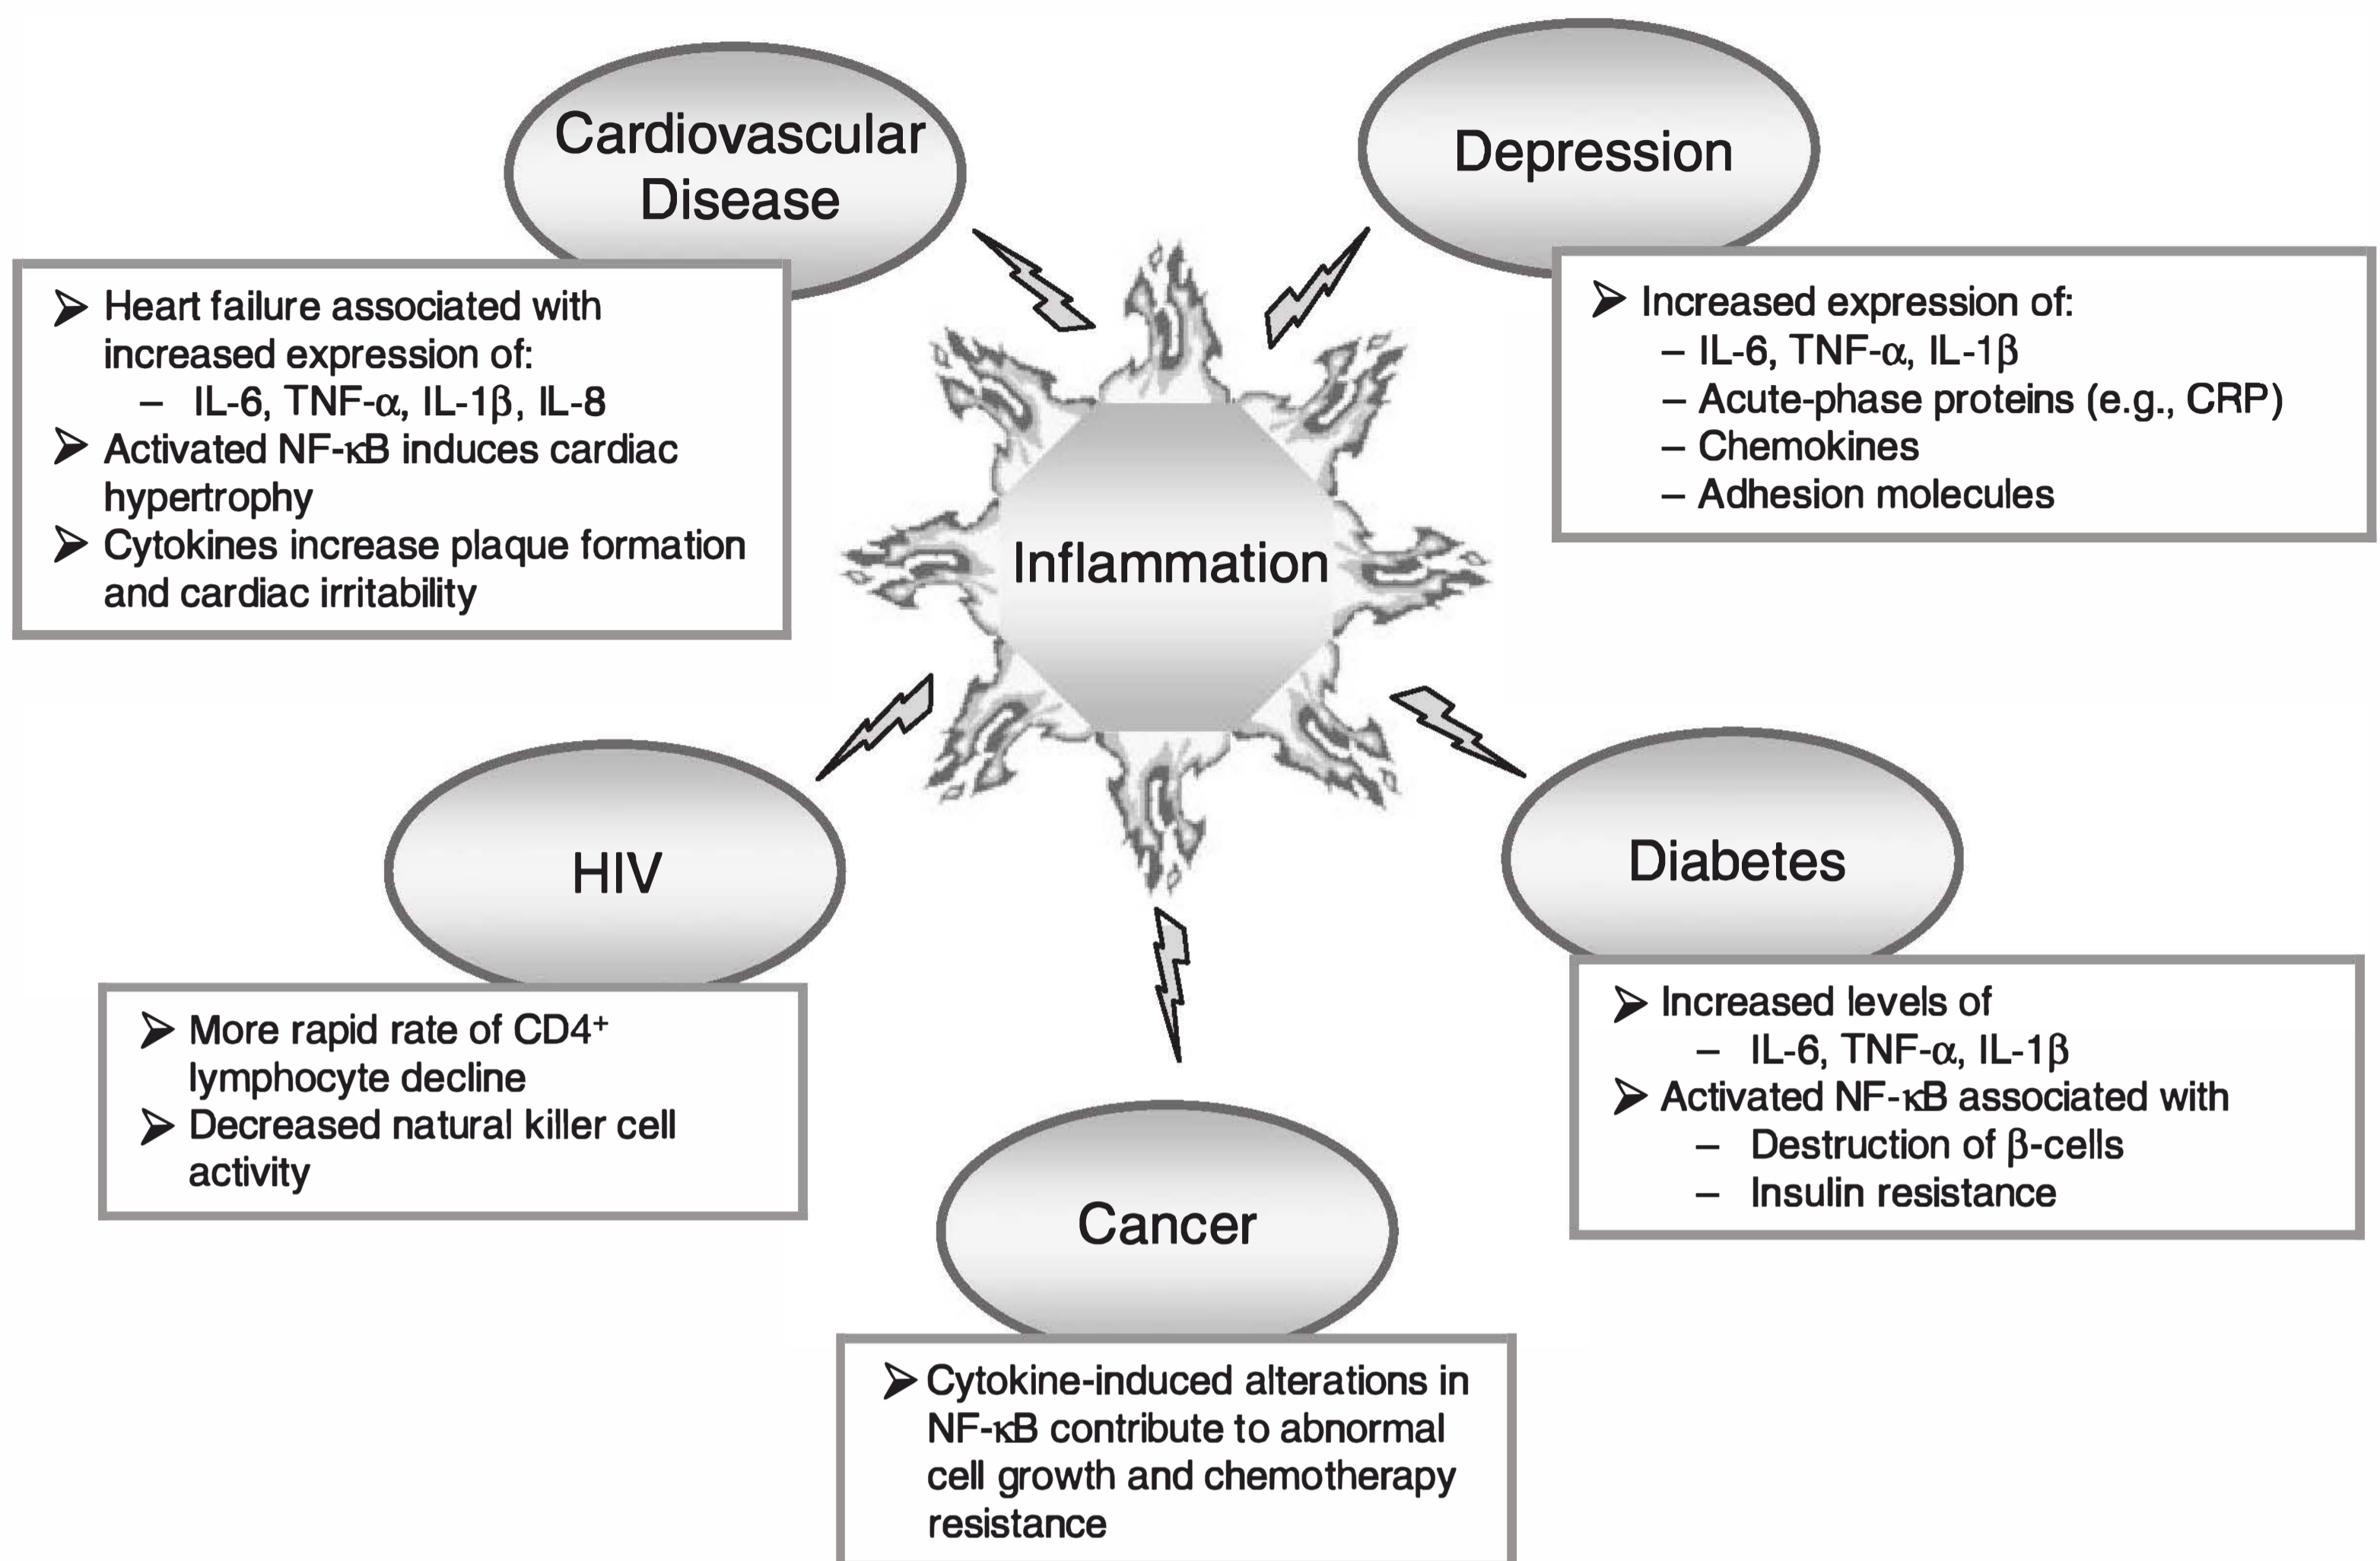 Cardiovascular
Disease
➢ Heart failure associated with
increased expression of:
– IL-6, TNF-α, IL-1β, IL-8
➢ Activated NF-κB induces cardiac
hypertrophy
➢ Cytokines increase plaque formation
and cardiac irritability
Depression
➢ Increased expression of:
– IL-6, TNF-α, IL-1β
– Acute-phase proteins (e.g., CRP)
– Chemokines
– Adhesion molecules
Inflammation
HIV
➢ More rapid rate of CD4⁺
lymphocyte decline
➢ Decreased natural killer cell
activity
Diabetes
➢ Increased levels of
– IL-6, TNF-α, IL-1β
➢ Activated NF-κB associated with
– Destruction of β-cells
– Insulin resistance
Cancer
➢ Cytokine-induced alterations in
NF-κB contribute to abnormal
cell growth and chemotherapy
resistance